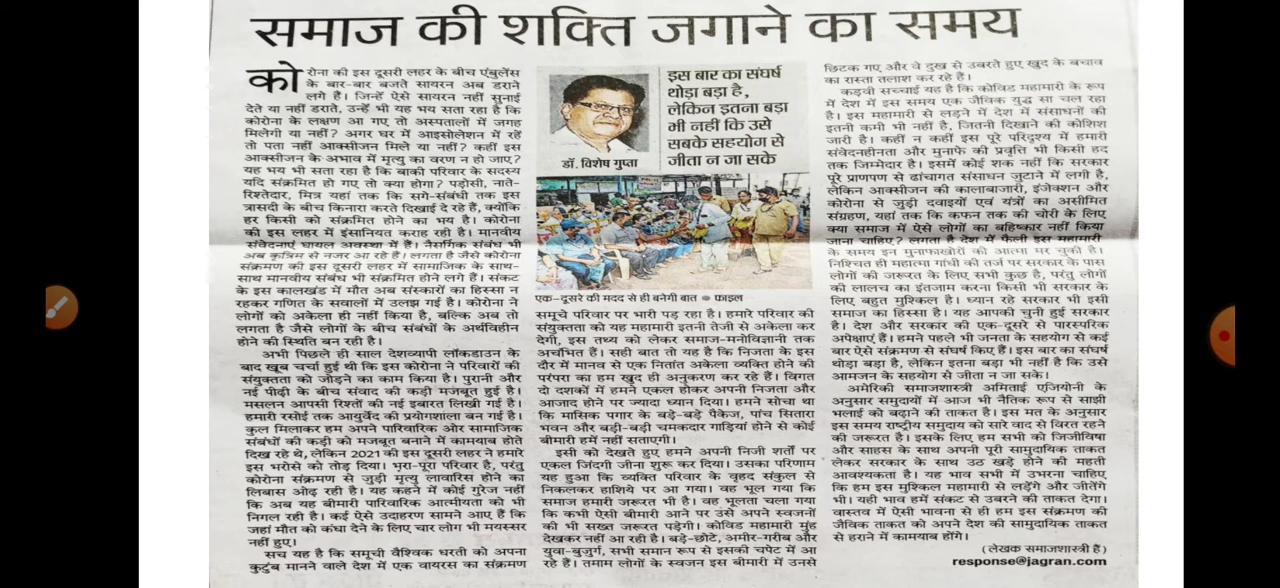 समाज की शक्ति जगाने का समय
कोरोना की इस दूसरी लहर के बीच एंबुलेंस
के बार-बार बजते सायरन अब डराने
लगे हैं। जिन्हें ऐसे सायरन नहीं सुनाई
देते या नहीं डराते, उन्हें भी यह भय सता रहा है कि
कोरोना के लक्षण आ गए तो अस्पतालों में जगह
मिलेगी या नहीं? अगर घर में आइसोलेशन में रहें
तो पता नहीं आक्सीजन मिले या नहीं? कहीं इस
आक्सीजन के अभाव में मृत्यु का वरण न हो जाए?
यह भय भी सता रहा है कि बाकी परिवार के सदस्य
यदि संक्रमित हो गए तो क्या होगा? पड़ोसी, नाते-
रिश्तेदार, मित्र यहां तक कि सगे-संबंधी तक इस
त्रासदी के बीच किनारा करते दिखाई दे रहे हैं, क्योंकि
हर किसी को संक्रमित होने का भय है। कोरोना
की इस लहर में इंसानियत कराह रही है। मानवीय
संवेदनाएं घायल अवस्था में हैं। नैसर्गिक संबंध भी
अब कृत्रिम से नजर आ रहे हैं। लगता है जैसे कोरोना
संक्रमण की इस दूसरी लहर में सामाजिक के साथ-
साथ मानवीय संबंध भी संक्रमित होने लगे हैं। संकट
के इस कालखंड में मौत अब संस्कारों का हिस्सा न
रहकर गणित के सवालों में उलझ गई है। कोरोना ने
लोगों को अकेला ही नहीं किया है, बल्कि अब तो
लगता है जैसे लोगों के बीच संबंधों के अर्थविहीन
होने की स्थिति बन रही है।
अभी पिछले ही साल देशव्यापी लॉकडाउन के
बाद खूब चर्चा हुई थी कि इस कोरोना ने परिवारों की
संयुक्तता को जोड़ने का काम किया है। पुरानी और
नई पीढ़ी के बीच संवाद की कड़ी मजबूत हुई है।
मसलन आपसी रिश्तों की नई इबारत लिखी गई है।
हमारी रसोई तक आयुर्वेद की प्रयोगशाला बन गई है।
कुल मिलाकर हम अपने पारिवारिक ओर सामाजिक
संबंधों की कड़ी को मजबूत बनाने में कामयाब होते
दिख रहे थे, लेकिन 2021 की इस दूसरी लहर ने हमारे
इस भरोसे को तोड़ दिया। भरा-पूरा परिवार है, परंतु
कोरोना संक्रमण से जुड़ी मृत्यु लावारिस होने का
लिबास ओढ़ रही है। यह कहने में कोई गुरेज नहीं
कि अब यह बीमारी पारिवारिक आत्मीयता को भी
निगल रही है। कई ऐसे उदाहरण सामने आए हैं कि
जहां मौत को कंधा देने के लिए चार लोग भी मयस्सर
नहीं हुए।
सच यह है कि समूची वैश्विक धरती को अपना
कुटुंब मानने वाले देश में एक वायरस का संक्रमण
डॉ. विशेष गुप्ता
इस बार का संघर्ष
थोड़ा बड़ा है,
लेकिन इतना बड़ा
भी नहीं कि उसे
सबके सहयोग से
जीता न जा सके
एक-दूसरे की मदद से ही बनेगी बात ● फाइल
समूचे परिवार पर भारी पड़ रहा है। हमारे परिवार की
संयुक्तता को यह महामारी इतनी तेजी से अकेला कर
देगी, इस तथ्य को लेकर समाज-मनोविज्ञानी तक
अचंभित हैं। सही बात तो यह है कि निजता के इस
दौर में मानव से एक नितांत अकेला व्यक्ति होने की
परंपरा का हम खुद ही अनुकरण कर रहे हैं। विगत
दो दशकों में हमने एकल होकर अपनी निजता और
आजाद होने पर ज्यादा ध्यान दिया। हमने सोचा था
कि मासिक पगार के बड़े-बड़े पैकेज, पांच सितारा
भवन और बड़ी-बड़ी चमकदार गाड़ियां होने से कोई
बीमारी हमें नहीं सताएगी।
इसी को देखते हुए हमने अपनी निजी शर्तों पर
एकल जिंदगी जीना शुरू कर दिया। उसका परिणाम
यह हुआ कि व्यक्ति परिवार के वृहद संकुल से
निकलकर हाशिये पर आ गया। वह भूल गया कि
समाज हमारी जरूरत भी है। वह भूलता चला गया
कि कभी ऐसी बीमारी आने पर उसे अपने स्वजनों
की भी सख्त जरूरत पड़ेगी। कोविड महामारी मुंह
देखकर नहीं आ रही है। बड़े-छोटे, अमीर-गरीब और
युवा-बुजुर्ग, सभी समान रूप से इसकी चपेट में आ
रहे हैं। तमाम लोगों के स्वजन इस बीमारी में उनसे
छिटक गए और वे दुख से उबरते हुए खुद के बचाव
का रास्ता तलाश कर रहे हैं।
कड़वी सच्चाई यह है कि कोविड महामारी के रूप
में देश में इस समय एक जैविक युद्ध सा चल रहा
है। इस महामारी से लड़ने में देश में संसाधनों की
इतनी कमी भी नहीं है, जितनी दिखाने की कोशिश
जारी है। कहीं न कहीं इस पूरे परिदृश्य में हमारी
संवेदनहीनता और मुनाफे की प्रवृत्ति भी किसी हद
तक जिम्मेदार है। इसमें कोई शक नहीं कि सरकार
पूरे प्राणपण से ढांचागत संसाधन जुटाने में लगी है,
लेकिन आक्सीजन की कालाबाजारी, इंजेक्शन और
कोरोना से जुड़ी दवाइयों एवं यंत्रों का असीमित
संग्रहण, यहां तक कि कफन तक की चोरी के लिए
क्या समाज में ऐसे लोगों का बहिष्कार नहीं किया
जाना चाहिए? लगता है देश में फैली इस महामारी
के समय इन मुनाफाखोरों की आत्मा मर चुकी है।
निश्चित ही महात्मा गांधी की तर्ज पर सरकार के पास
लोगों की जरूरत के लिए सभी कुछ है, परंतु लोगों
की लालच का इंतजाम करना किसी भी सरकार के
लिए बहुत मुश्किल है। ध्यान रहे सरकार भी इसी
समाज का हिस्सा है। यह आपकी चुनी हुई सरकार
है। देश और सरकार की एक-दूसरे से पारस्परिक
अपेक्षाएं हैं। हमने पहले भी जनता के सहयोग से कई
बार ऐसे संक्रमण से संघर्ष किए हैं। इस बार का संघर्ष
थोड़ा बड़ा है, लेकिन इतना बड़ा भी नहीं है कि उसे
आमजन के सहयोग से जीता न जा सके।
अमेरिकी समाजशास्त्री अमिताई एजियोनी के
अनुसार समुदायों में आज भी नैतिक रूप से साझी
भलाई को बढ़ाने की ताकत है। इस मत के अनुसार
इस समय राष्ट्रीय समुदाय को सारे वाद से विरत रहने
की जरूरत है। इसके लिए हम सभी को जिजीविषा
और साहस के साथ अपनी पूरी सामुदायिक ताकत
लेकर सरकार के साथ उठ खड़े होने की महती
आवश्यकता है। यह भाव सभी में उभरना चाहिए
कि हम इस मुश्किल महामारी से लड़ेंगे और जीतेंगे
भी। यही भाव हमें संकट से उबरने की ताकत देगा।
वास्तव में ऐसी भावना से ही हम इस संक्रमण की
जैविक ताकत को अपने देश की सामुदायिक ताकत
से हराने में कामयाब होंगे।
(लेखक समाजशास्त्री हैं)
response@jagran.com